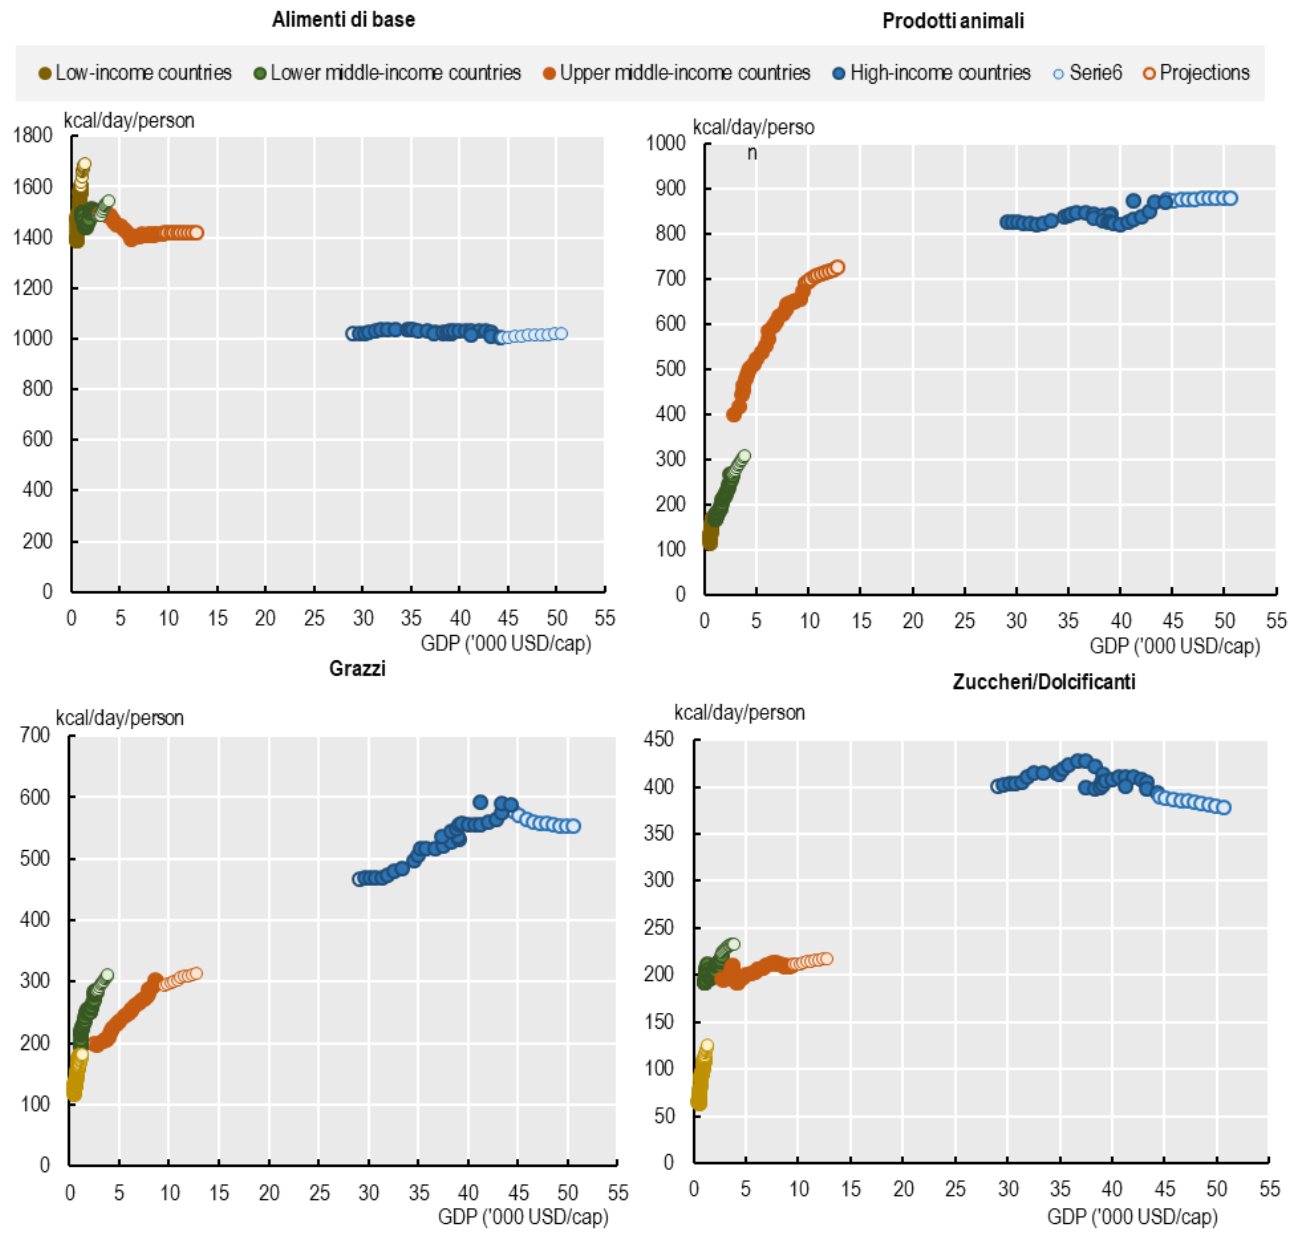 Alimenti di base
Prodotti animali
Low-income countries Lower middle-income countries Upper middle-income countries High-income countries Serie6 Projections
kcal/day/person
1800
1600
1400
1200
1000
800
600
400
200
0
0 5 10 15 20 25 30 35 40 45 50 55
GDP ('000 USD/cap)
kcal/day/perso
n
1000
900
800
700
600
500
400
300
200
100
0
0 5 10 15 20 25 30 35 40 45 50 55
GDP ('000 USD/cap)
Grazzi
kcal/day/person
700
600
500
400
300
200
100
0
0 5 10 15 20 25 30 35 40 45 50 55
GDP ('000 USD/cap)
Zuccheri/Dolcificanti
kcal/day/person
450
400
350
300
250
200
150
100
50
0
0 5 10 15 20 25 30 35 40 45 50 55
GDP ('000 USD/cap)